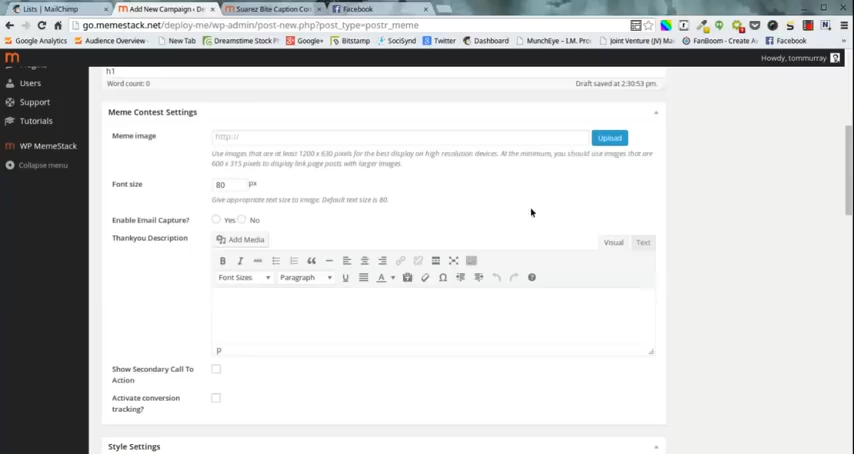 Lists | MailChimp
Add New Campaign ‹ De
Suarez Bite Caption Co
Facebook
go.memestack.net/deploy-me/wp-admin/post-new.php?post_type=postr_meme
Google Analytics
Audience Overview -
New Tab
Dreamstime Stock P
Google+
Bitstamp
SociSynd
Twitter
Dashboard
MunchEye – I.M. Pro
Joint Venture (JV) Ma
FanBoom - Create A
Facebook
Howdy, tommurray
Users
Support
Tutorials
WP MemeStack
Collapse menu
h1
Word count: 0
Draft saved at 2:30:53 pm.
Meme Contest Settings
Meme image
http://
Upload
Use images that are at least 1200 x 630 pixels for the best display on high resolution devices. At the minimum, you should use images that are
600 x 315 pixels to display link page posts with larger images.
Font size
80 px
Give appropriate text size to image. Default text size is 80.
Enable Email Capture?
Yes No
Thankyou Description
Add Media
Visual
Text
Font Sizes
Paragraph
P
Show Secondary Call To
Action
Activate conversion
tracking?
Style Settings